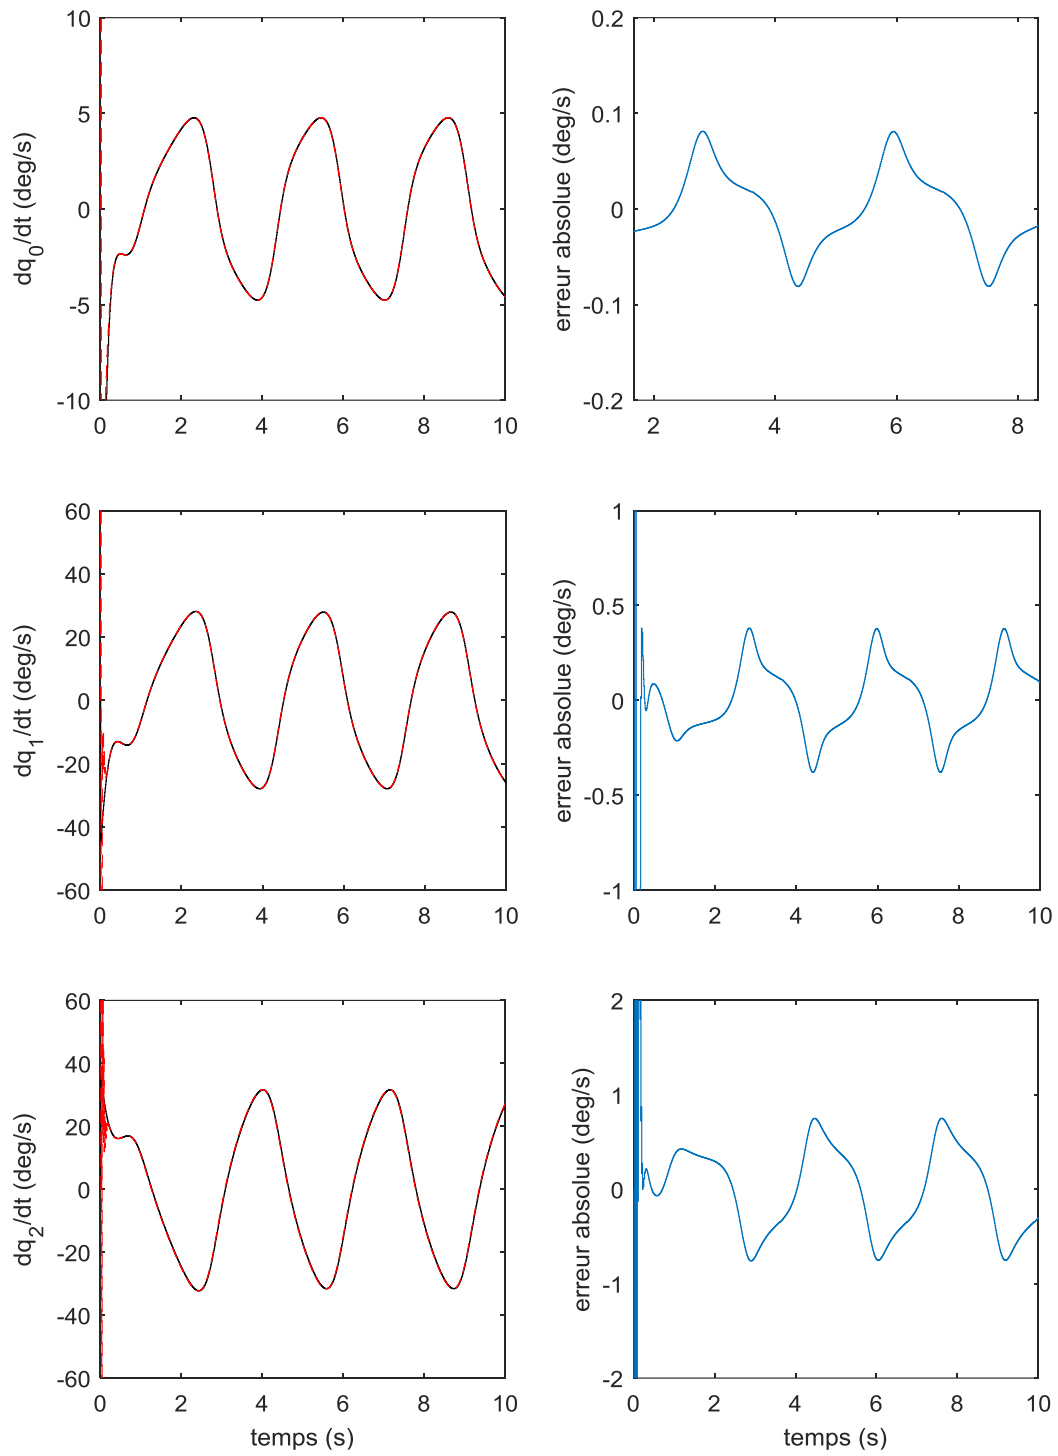 10
5
0
-5
-10
dq0/dt (deg/s)
0 2 4 6 8 10
0.2
0.1
0
-0.1
-0.2
erreur absolue (deg/s)
2 4 6 8
60
40
20
0
-20
-40
-60
dq1/dt (deg/s)
0 2 4 6 8 10
1
0.5
0
-0.5
-1
erreur absolue (deg/s)
0 2 4 6 8 10
60
40
20
0
-20
-40
-60
dq2/dt (deg/s)
0 2 4 6 8 10
temps (s)
2
1
0
-1
-2
erreur absolue (deg/s)
0 2 4 6 8 10
temps (s)